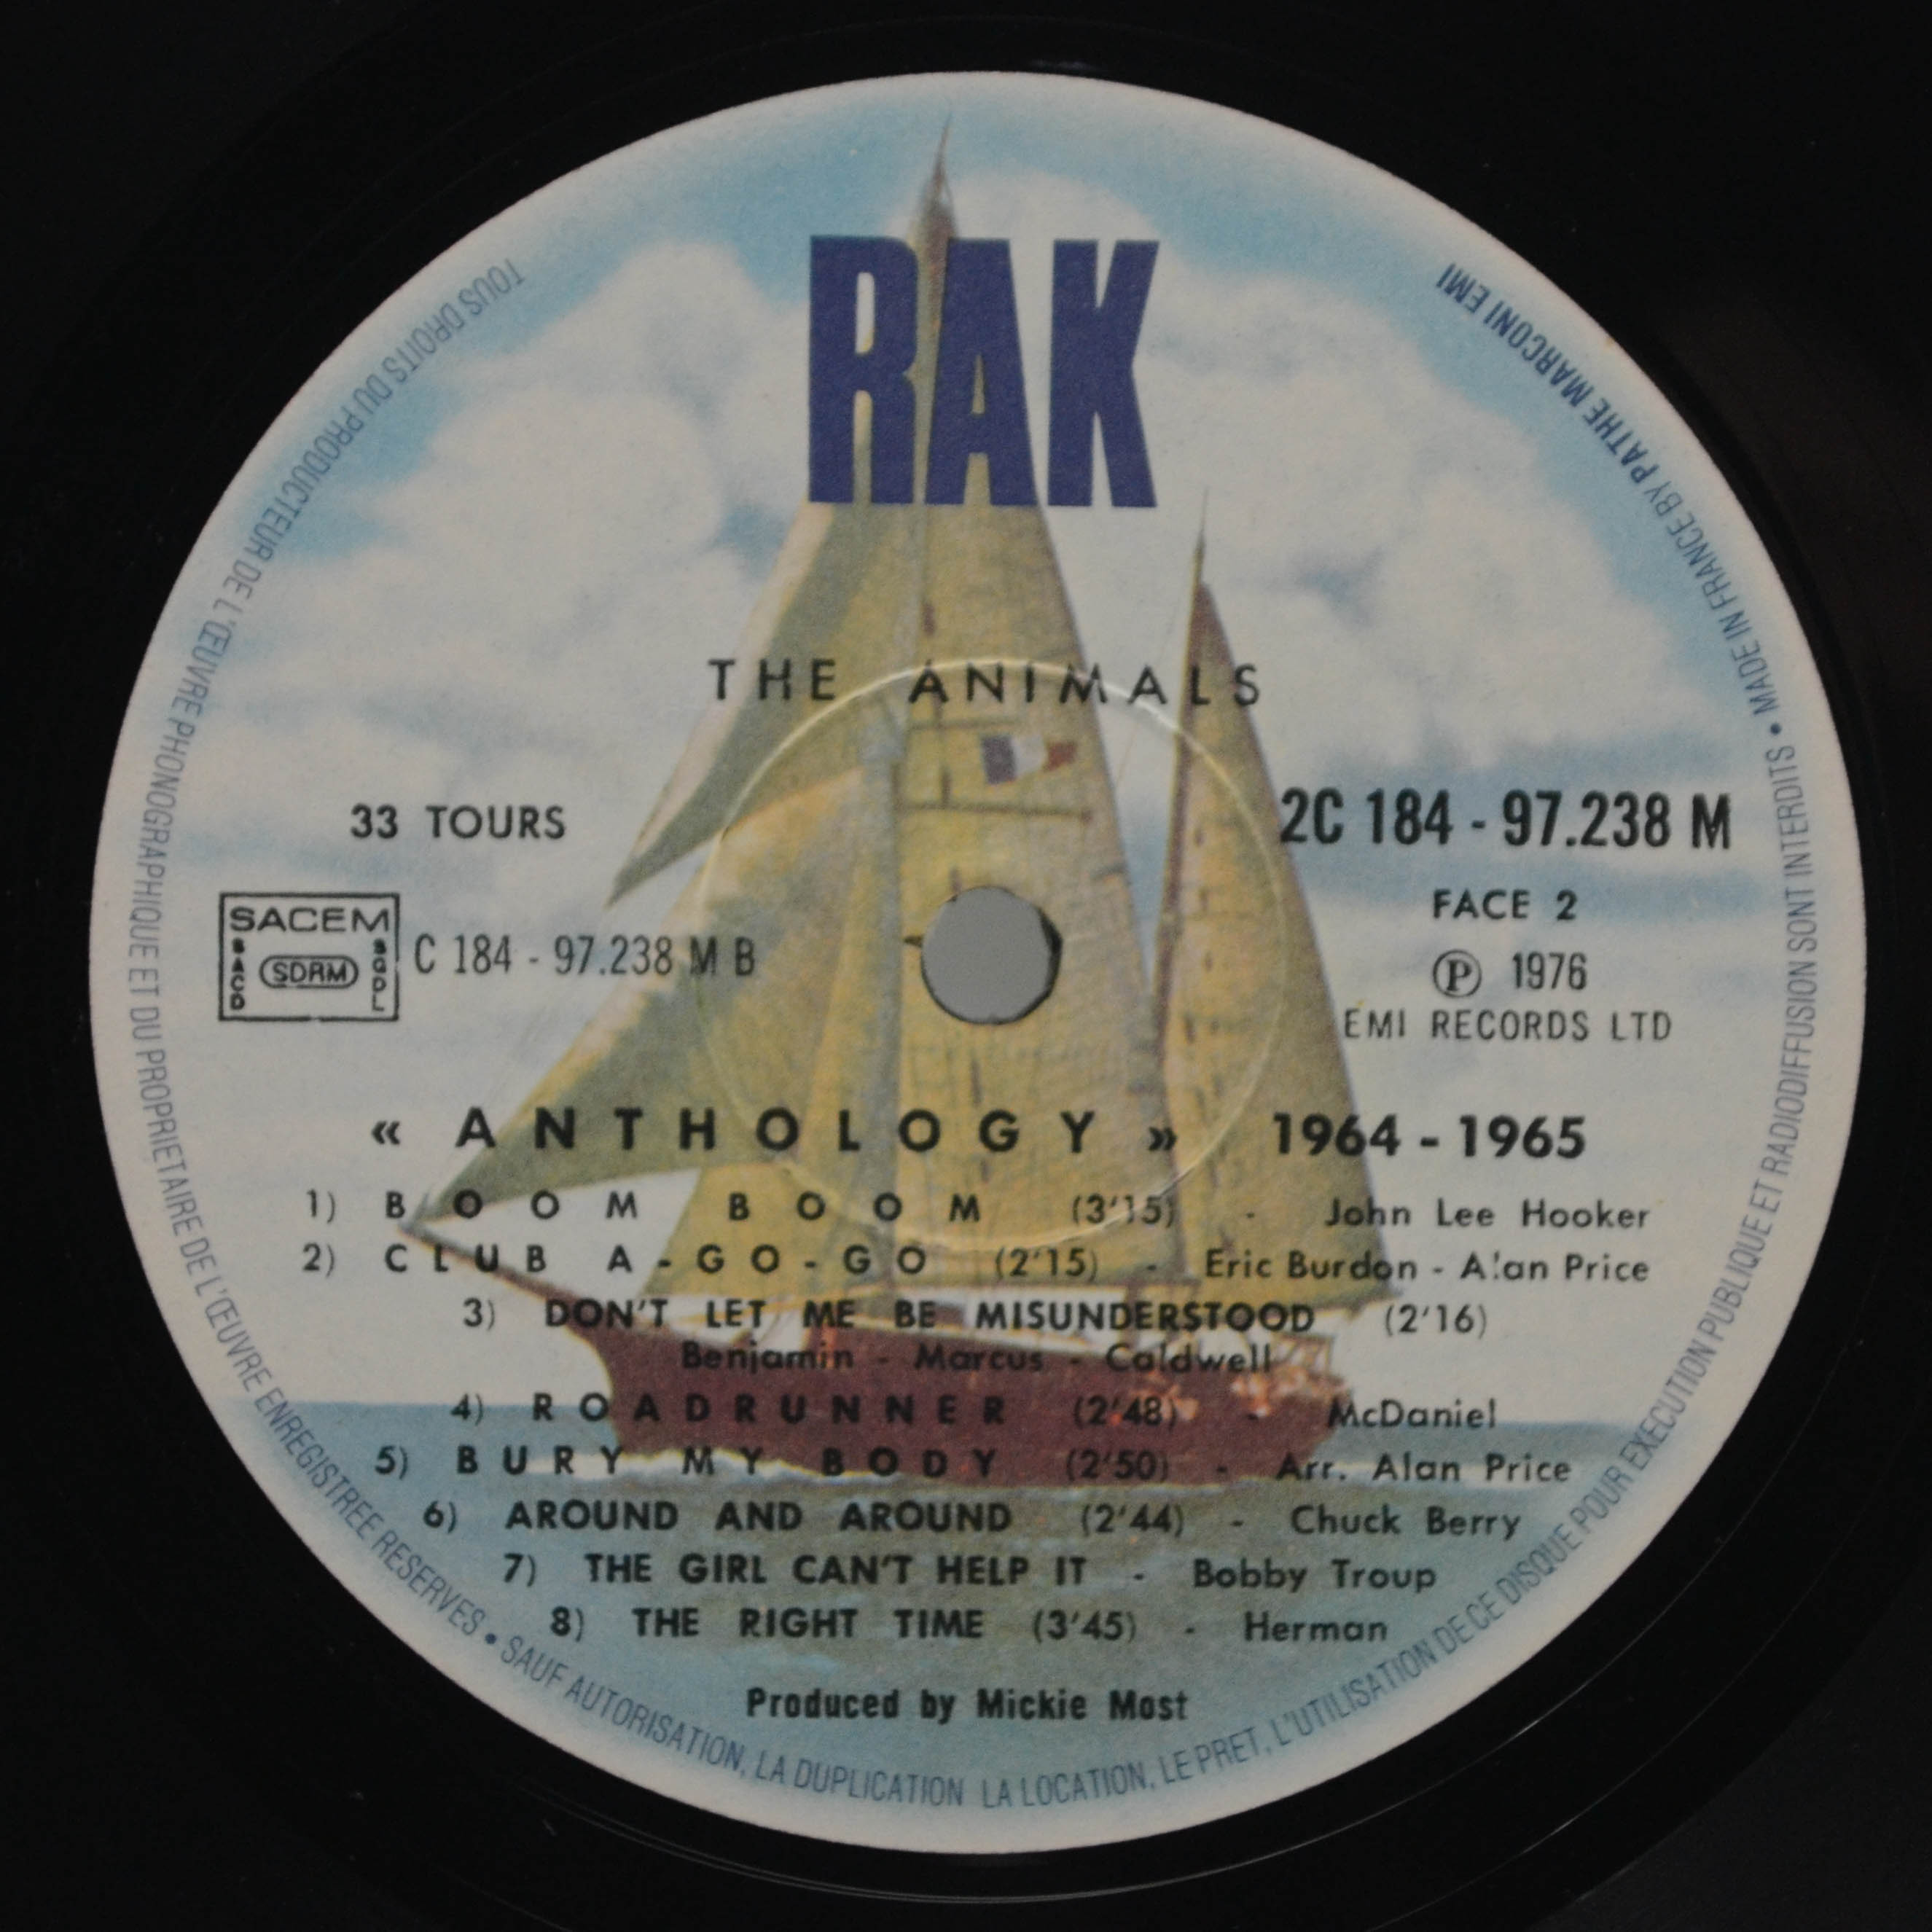 RAK
THE ANIMALS
33 TOURS
2C 184 - 97.238 M
FACE 2
Ⓟ 1976
EMI RECORDS LTD
SACEM
SACD
SDRM
SGDL
C 184 - 97.238 M B
« ANTHOLOGY » 1964 - 1965
1) BOOM BOOM (3'15) - John Lee Hooker
2) CLUB A-GO-GO (2'15) - Eric Burdon - Alan Price
3) DON'T LET ME BE MISUNDERSTOOD (2'16)
Benjamin - Marcus - Caldwell
4) ROADRUNNER (2'48) - McDaniel
5) BURY MY BODY (2'50) - Arr. Alan Price
6) AROUND AND AROUND (2'44) - Chuck Berry
7) THE GIRL CAN'T HELP IT - Bobby Troup
8) THE RIGHT TIME (3'45) - Herman
Produced by Mickie Most
TOUS DROITS DU PRODUCTEUR DE L'ŒUVRE PHONOGRAPHIQUE ET DU PROPRIETAIRE DE L'ŒUVRE ENREGISTREE RESERVES • SAUF AUTORISATION, LA DUPLICATION LA LOCATION, LE PRET, L'UTILISATION DE CE DISQUE POUR EXECUTION PUBLIQUE ET RADIODIFFUSION SONT INTERDITS • MADE IN FRANCE BY PATHE MARCONI EMI